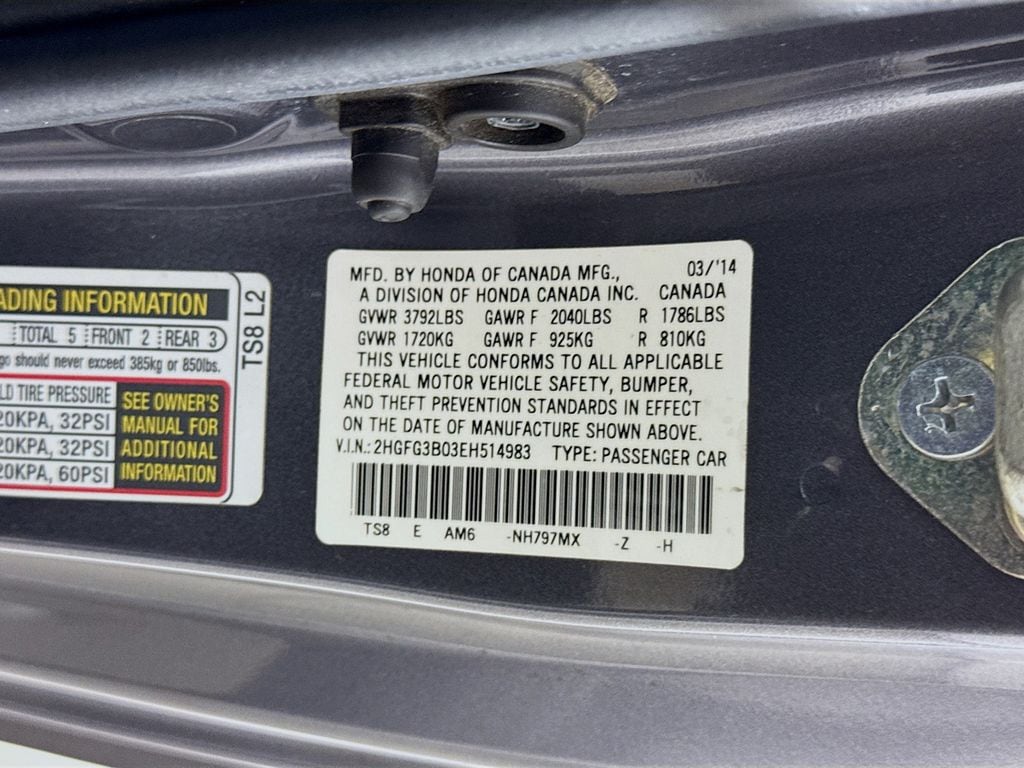 ADING INFORMATION
TOTAL 5 FRONT 2 REAR 3
go should never exceed 385kg or 850lbs.
LD TIRE PRESSURE
20KPA, 32PSI
20KPA, 32PSI
20KPA, 60PSI
SEE OWNER'S
MANUAL FOR
ADDITIONAL
INFORMATION
TS8 L2
MFD. BY HONDA OF CANADA MFG., 03/'14
A DIVISION OF HONDA CANADA INC. CANADA
GVWR 3792LBS GAWR F 2040LBS R 1786LBS
GVWR 1720KG GAWR F 925KG R 810KG
THIS VEHICLE CONFORMS TO ALL APPLICABLE
FEDERAL MOTOR VEHICLE SAFETY, BUMPER,
AND THEFT PREVENTION STANDARDS IN EFFECT
ON THE DATE OF MANUFACTURE SHOWN ABOVE.
V.I.N.: 2HGFG3B03EH514983 TYPE: PASSENGER CAR
TS8 E AM6 -NH797MX -Z -H